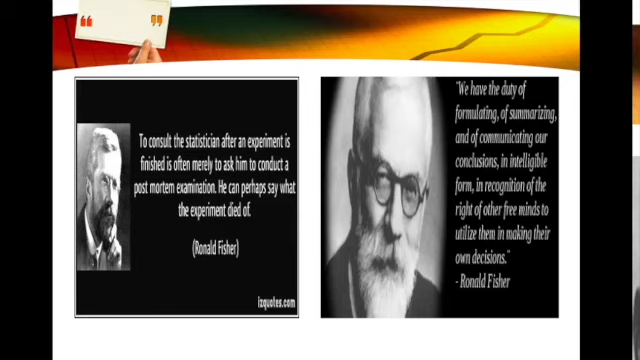 To consult the statistician after an experiment is
finished is often merely to ask him to conduct a
post mortem examination. He can perhaps say what
the experiment died of.
(Ronald Fisher)
izquotes.com
"We have the duty of
formulating, of summarizing,
and of communicating our
conclusions, in intelligible
form, in recognition of the
right of other free minds to
utilize them in making their
own decisions."
- Ronald Fisher